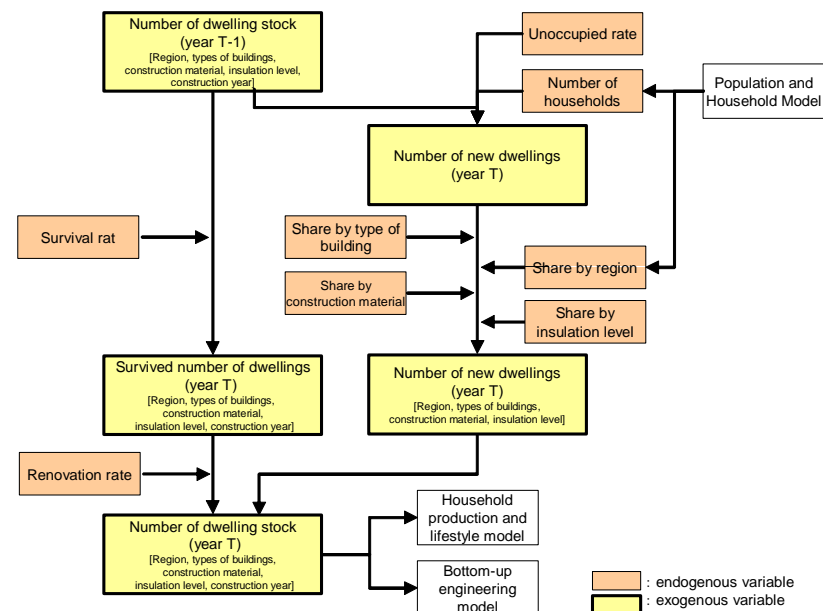 Number of dwelling stock
(year T-1)
[Region, types of buildings,
construction material, insulation level,
construction year]
Unoccupied rate
Number of
households
Population and
Household Model
Number of new dwellings
(year T)
Survival rat
Share by type of
building
Share by region
Share by
construction material
Share by
insulation level
Survived number of dwellings
(year T)
[Region, types of buildings,
construction material,
insulation level, construction year]
Number of new dwellings
(year T)
[Region, types of buildings,
construction material, insulation level]
Renovation rate
Number of dwelling stock
(year T)
[Region, types of buildings,
construction material,
insulation level, construction year]
Household
production and
lifestyle model
Bottom-up
engineering
model
: endogenous variable
: exogenous variable